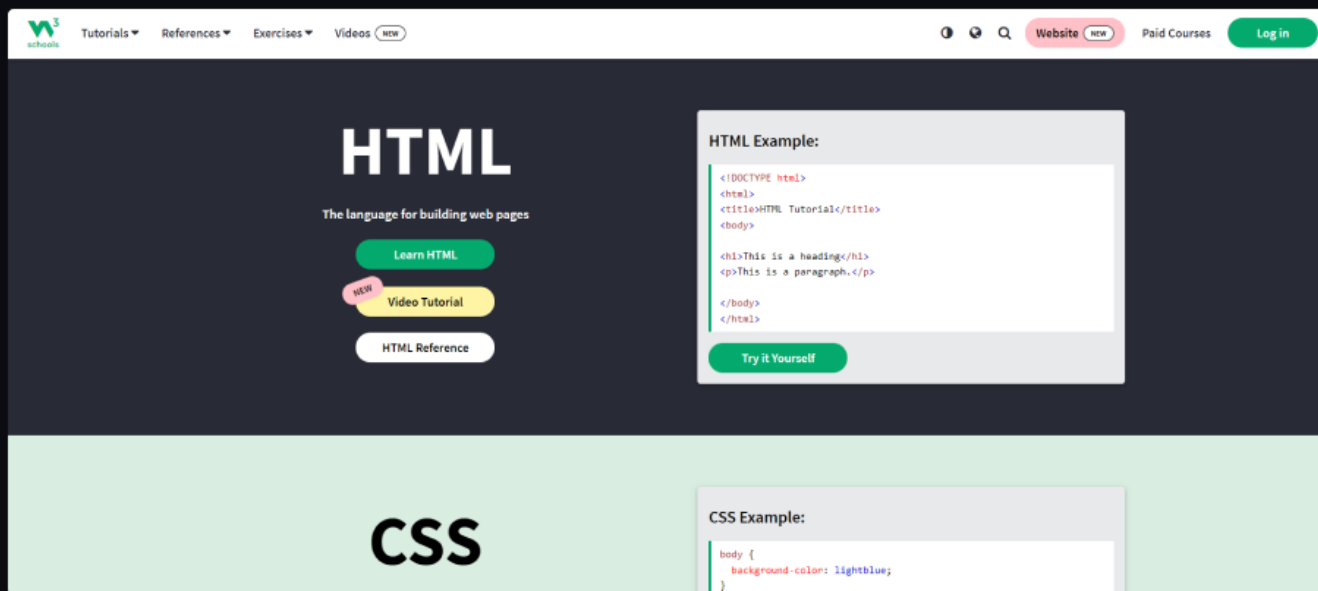 W3 schools
Tutorials References Exercises Videos NEW Website NEW Paid Courses Log in
HTML
The language for building web pages
Learn HTML
NEW
Video Tutorial
HTML Reference
HTML Example:
<!DOCTYPE html>
<html>
<title>HTML Tutorial</title>
<body>
<h1>This is a heading</h1>
<p>This is a paragraph.</p>
</body>
</html>
Try it Yourself
CSS
CSS Example:
body {
background-color: lightblue;
}